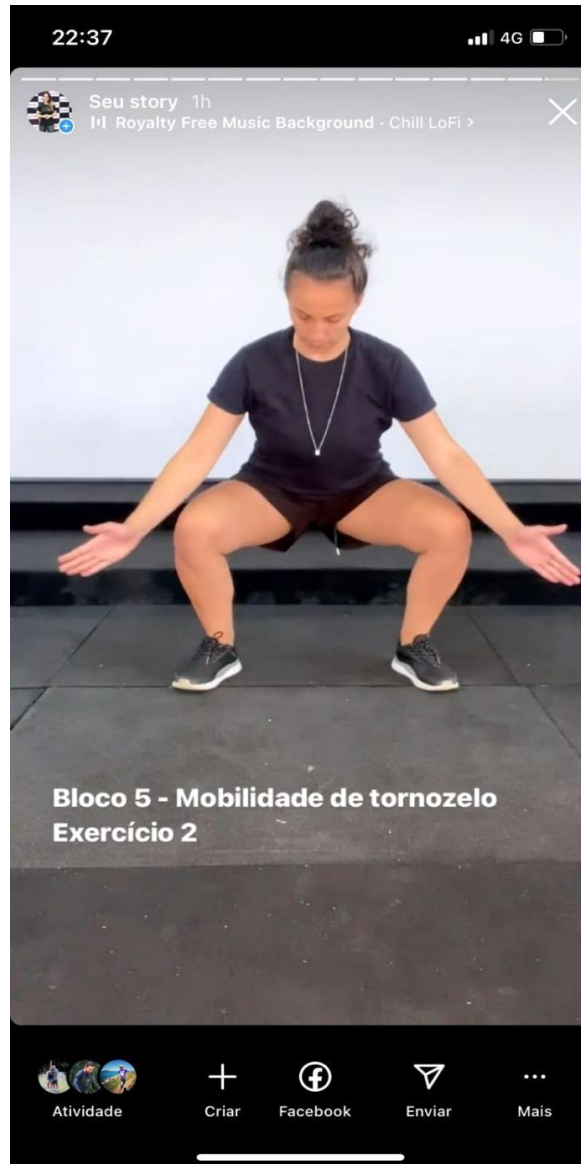 22:37
4G
Seu story 1h
Royalty Free Music Background · Chill LoFi >
Bloco 5 - Mobilidade de tornozelo
Exercício 2
Atividade
Criar
Facebook
Enviar
Mais